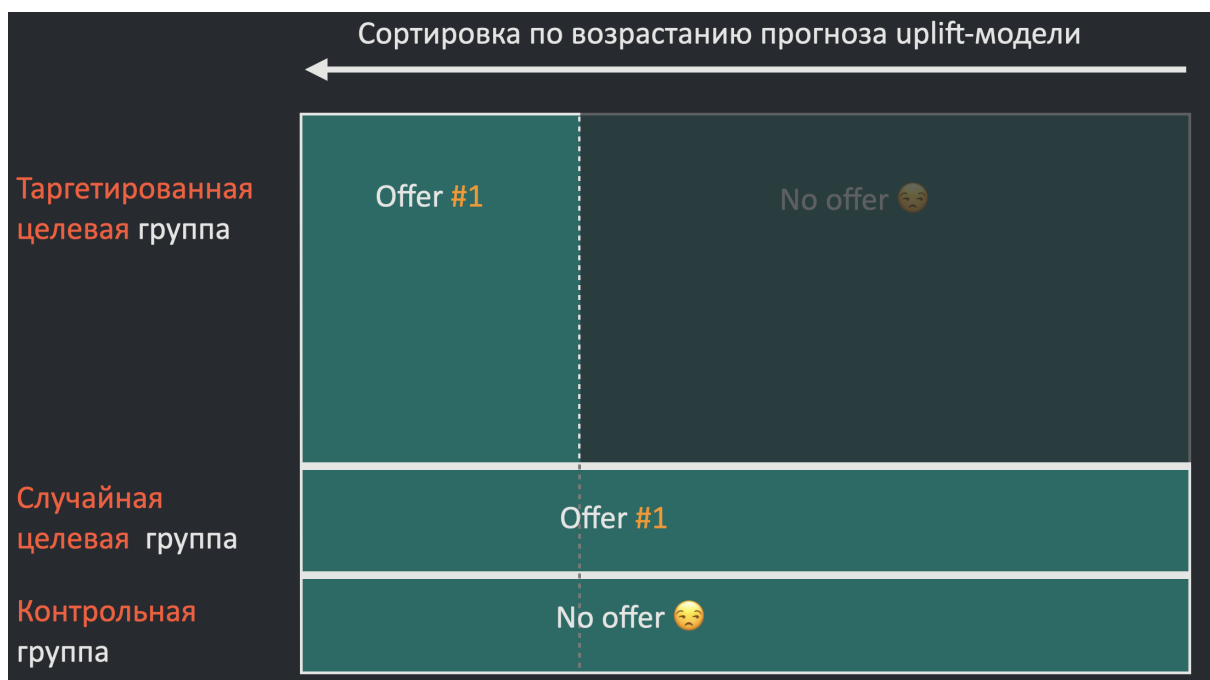 Сортировка по возрастанию прогноза uplift-модели
Таргетированная
целевая группа
Offer #1
No offer 😒
Случайная
целевая группа
Offer #1
Контрольная
группа
No offer 😒